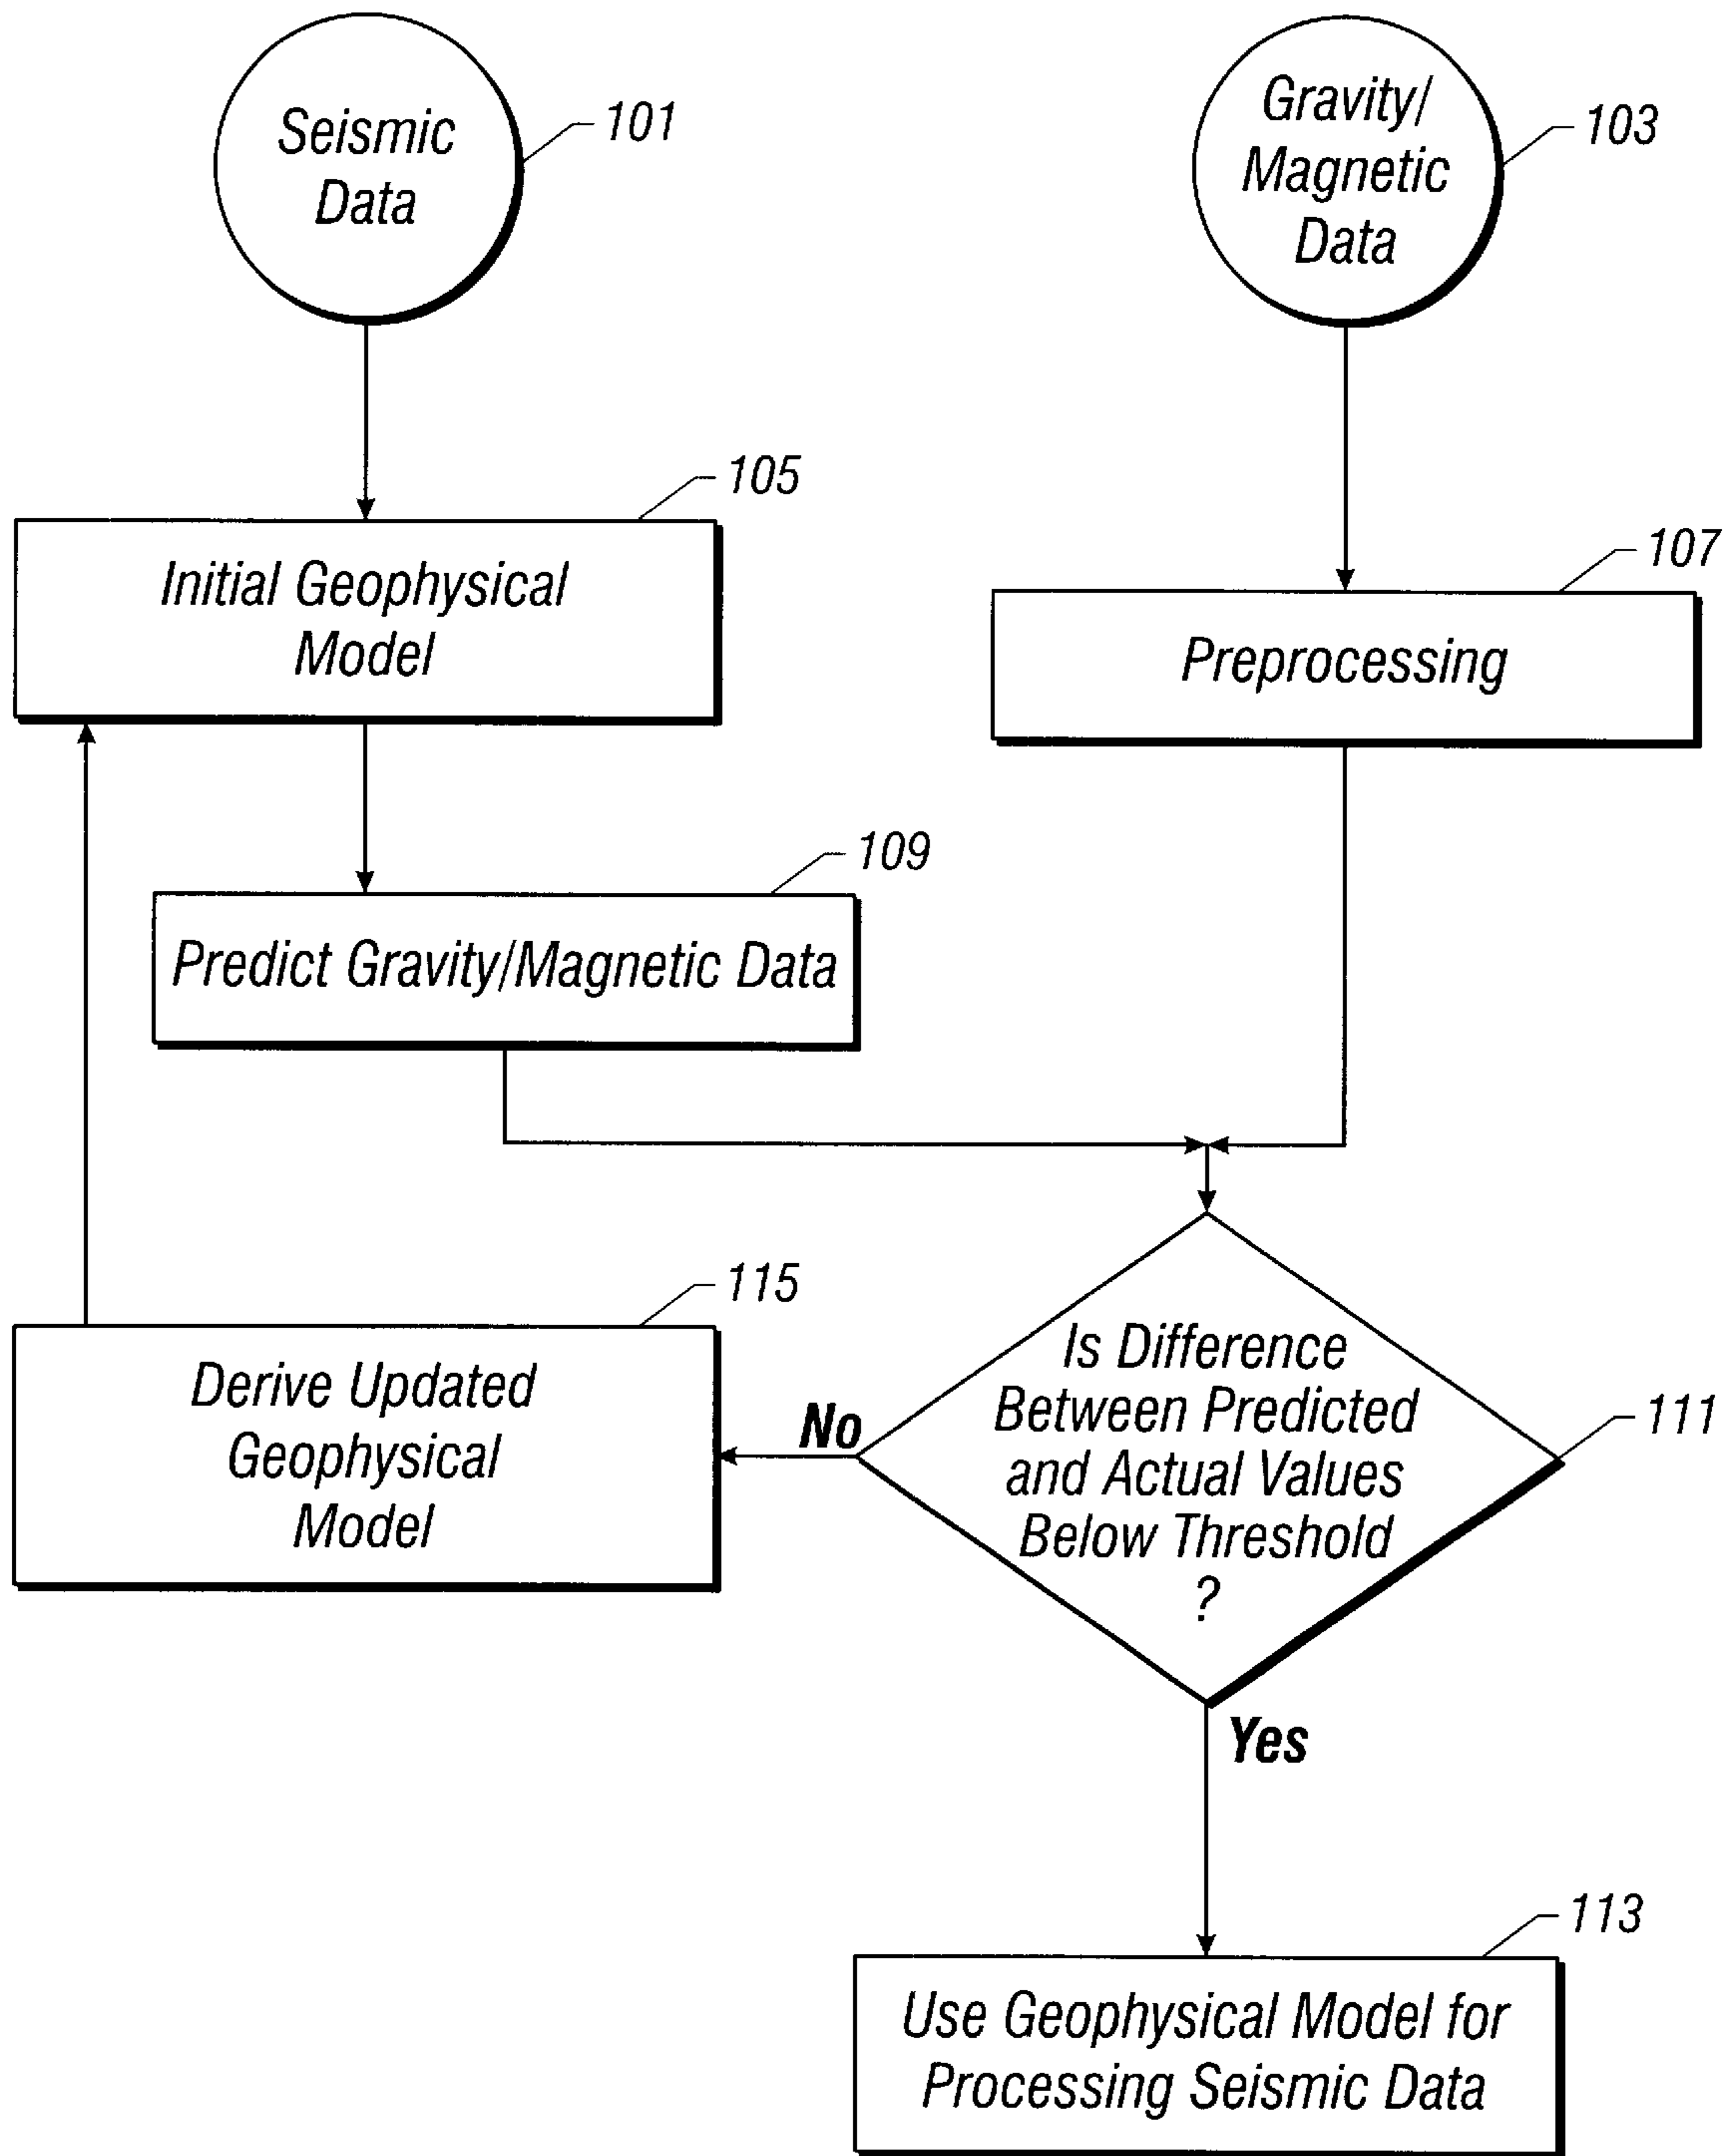 Seismic
Data
101
Gravity/
Magnetic
Data
103
105
Initial Geophysical
Model
107
Preprocessing
109
Predict Gravity/Magnetic Data
115
Derive Updated
Geophysical
Model
No
Is Difference
Between Predicted
and Actual Values
Below Threshold
?
111
Yes
113
Use Geophysical Model for
Processing Seismic Data